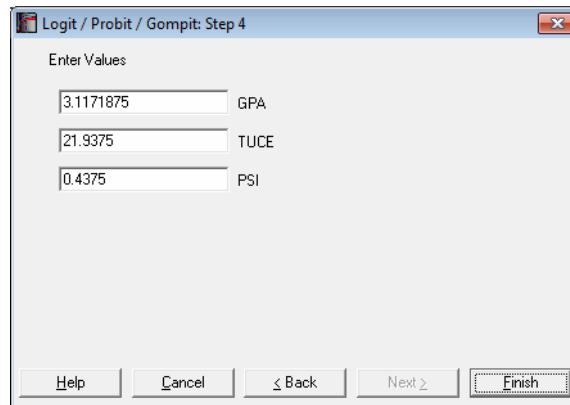 Logit / Probit / Gompit: Step 4
Enter Values
3.1171875 GPA
21.9375 TUCE
0.4375 PSI
Help Cancel < Back Next > Finish